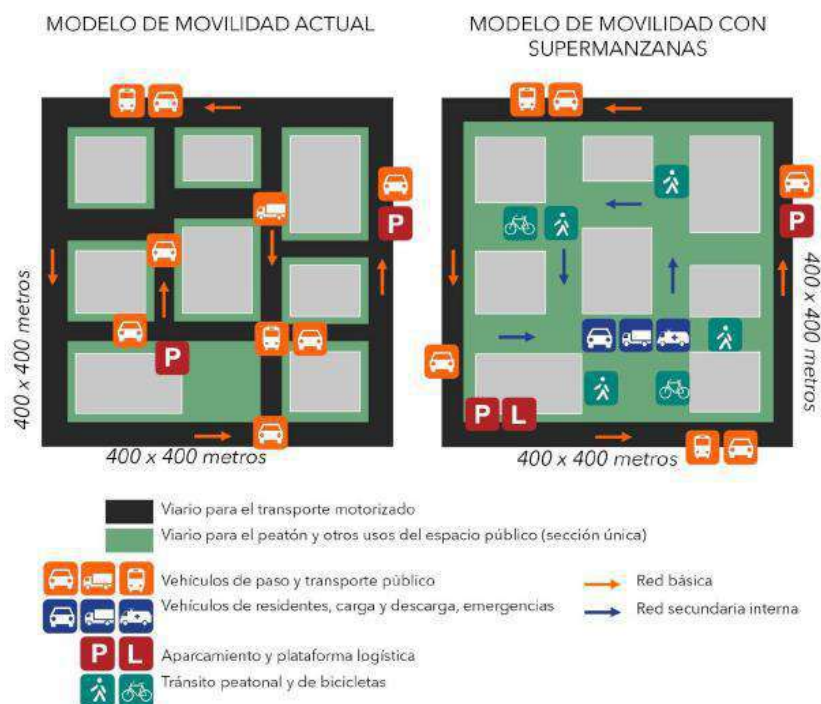 MODELO DE MOVILIDAD ACTUAL
MODELO DE MOVILIDAD CON
SUPERMANZANAS
P
400 x 400 metros
P
400 x 400 metros
P
400 x 400 metros
P L
400 x 400 metros
Viario para el transporte motorizado
Viario para el peatón y otros usos del espacio público (sección única)
Vehículos de paso y transporte público
Red básica
Vehículos de residentes, carga y descarga, emergencias
Red secundaria interna
P L
Aparcamiento y plataforma logística
Tránsito peatonal y de bicicletas